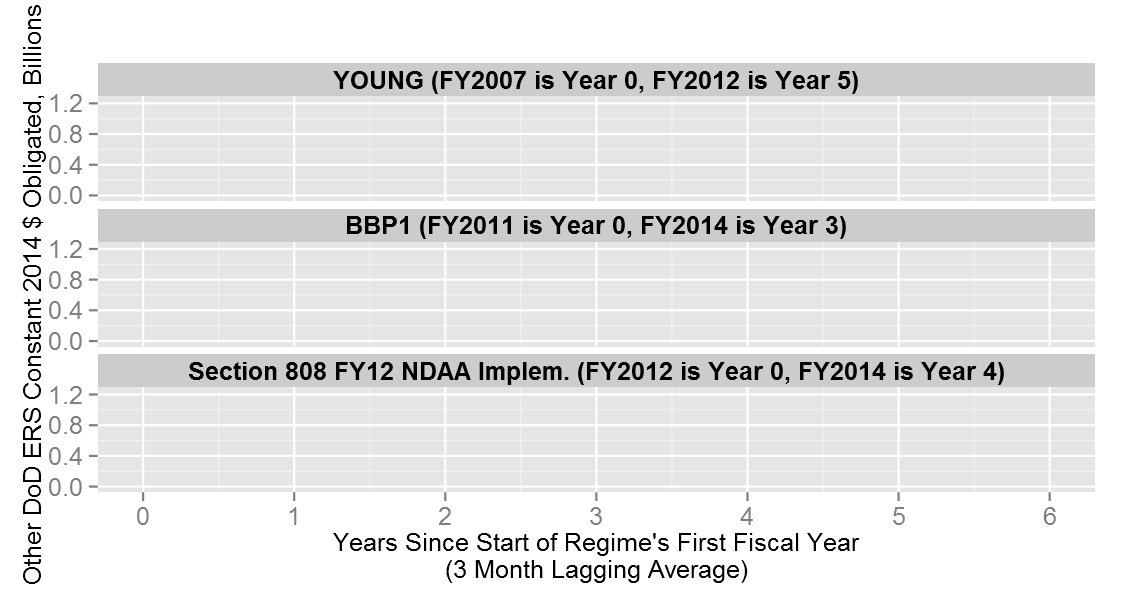 Other DoD ERS Constant 2014 $ Obligated, Billions
YOUNG (FY2007 is Year 0, FY2012 is Year 5)
1.2
0.8
0.4
0.0
BBP1 (FY2011 is Year 0, FY2014 is Year 3)
1.2
0.8
0.4
0.0
Section 808 FY12 NDAA Implem. (FY2012 is Year 0, FY2014 is Year 4)
1.2
0.8
0.4
0.0
0 1 2 3 4 5 6
Years Since Start of Regime's First Fiscal Year
(3 Month Lagging Average)